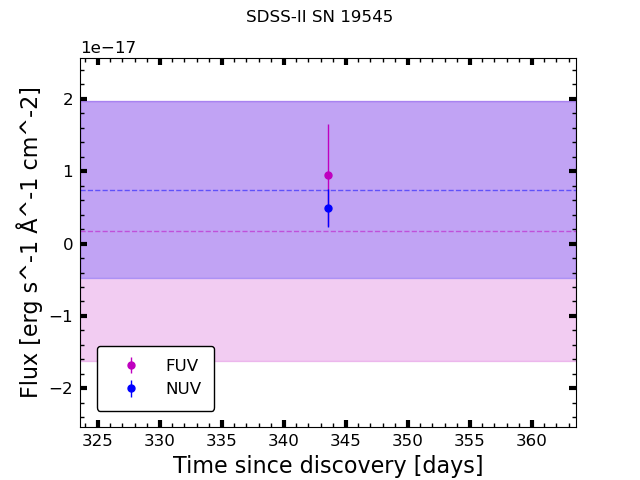 SDSS-II SN 19545
1e−17
2
1
0
−1
−2
Flux [erg s^-1 Å^-1 cm^-2]
FUV
NUV
325 330 335 340 345 350 355 360
Time since discovery [days]